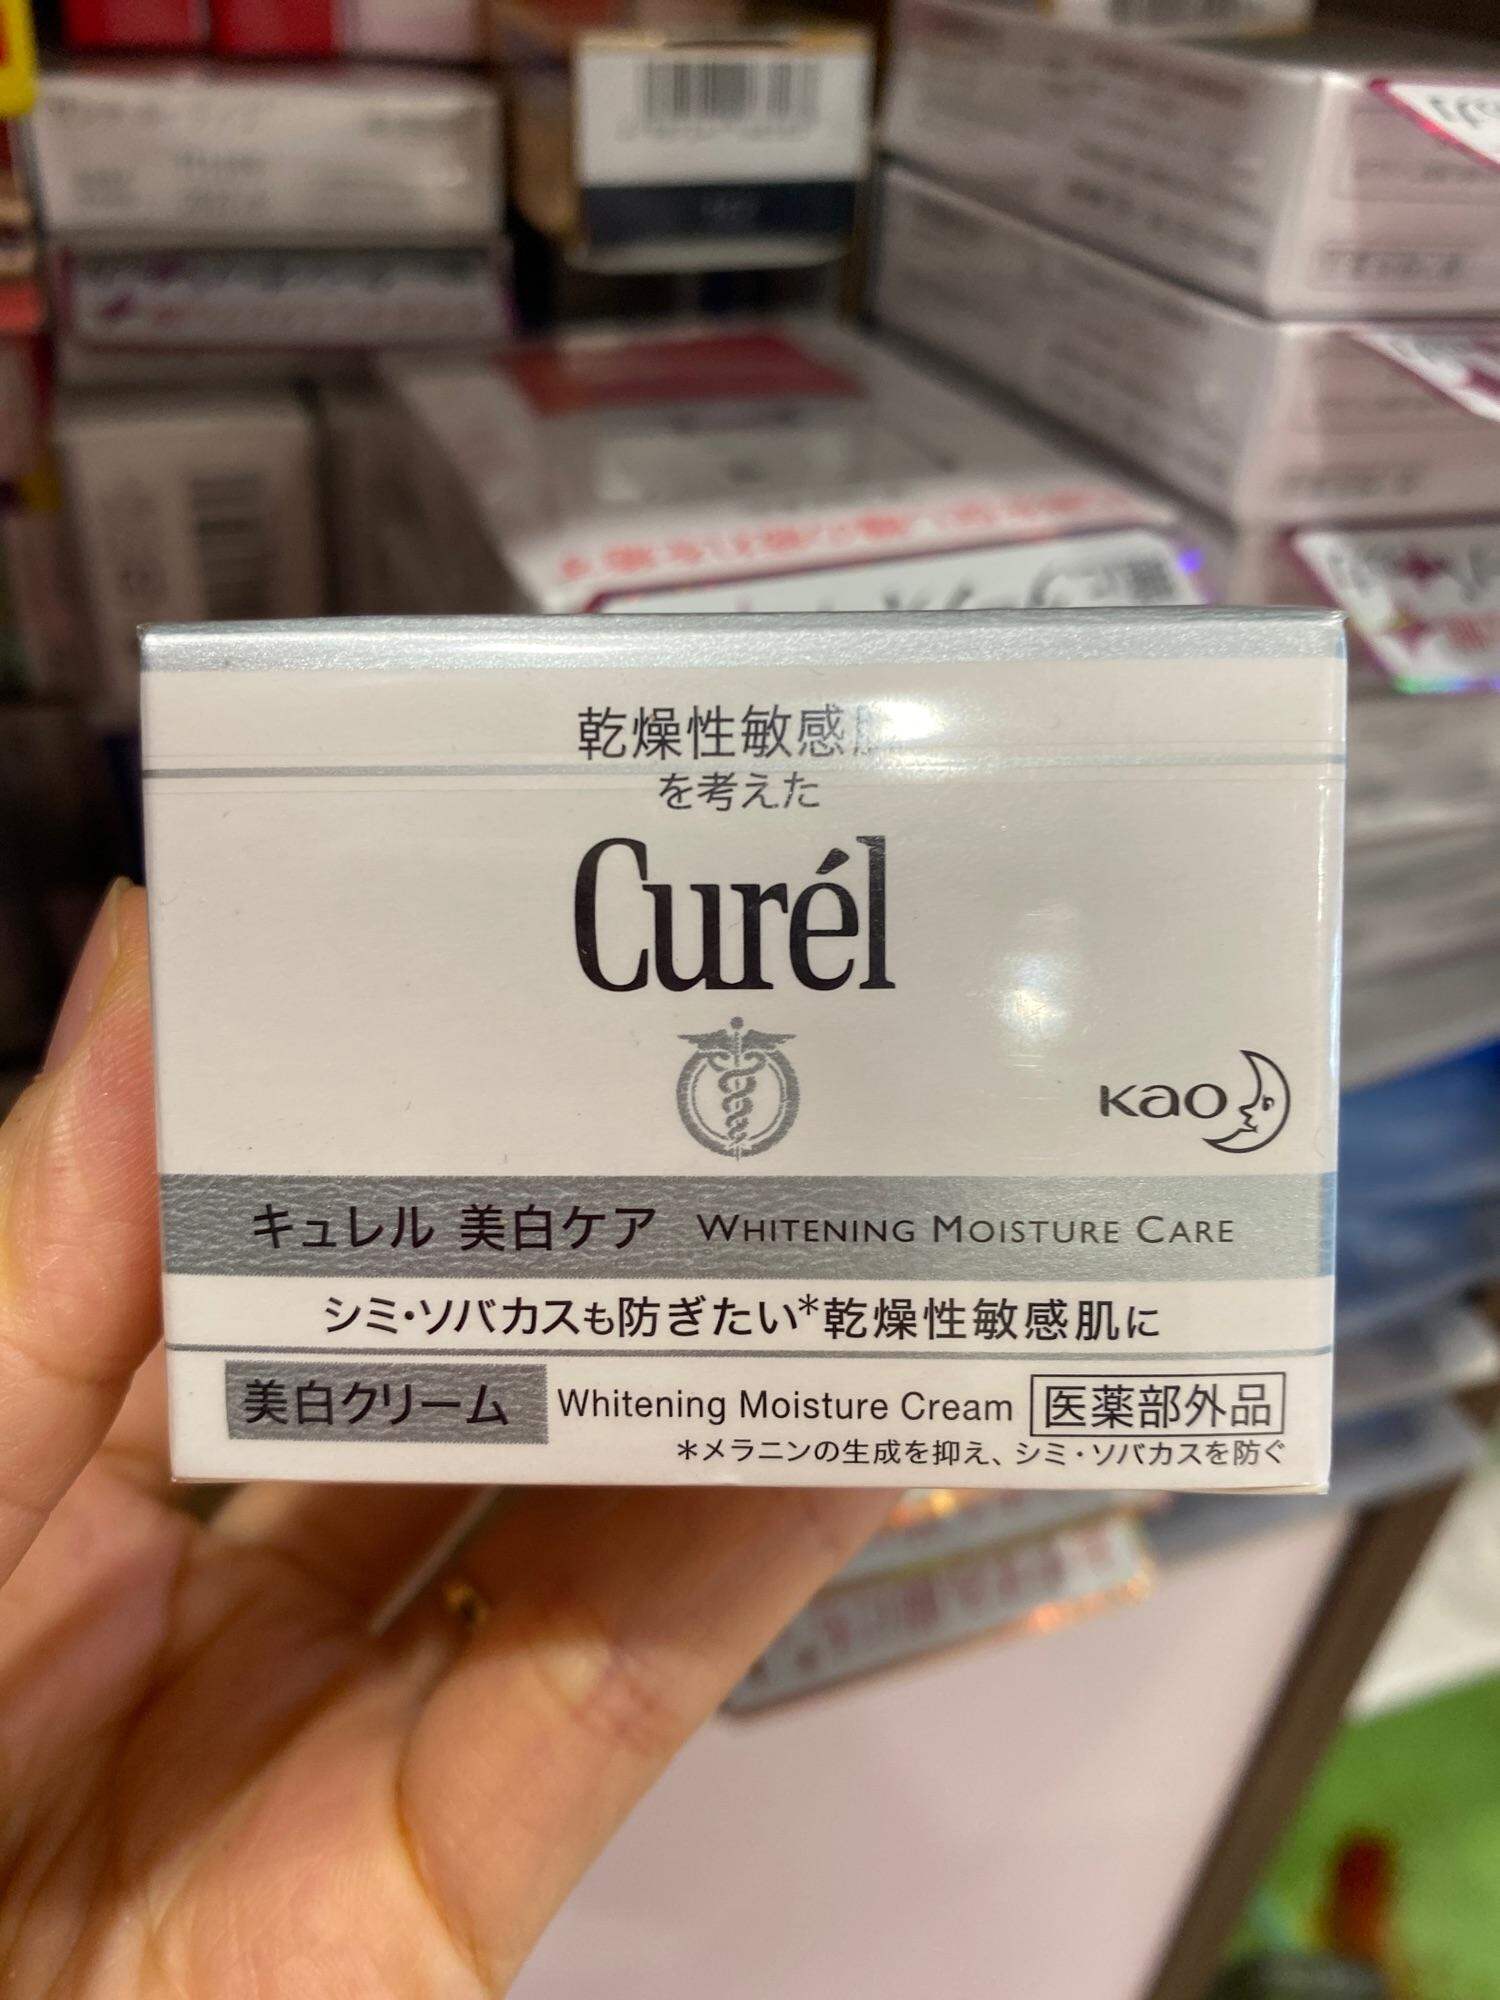 乾燥性敏感肌
を考えた
Curél
Kao
キュレル 美白ケア WHITENING MOISTURE CARE
シミ・ソバカスも防ぎたい*乾燥性敏感肌に
美白クリーム Whitening Moisture Cream 医薬部外品
*メラニンの生成を抑え、シミ・ソバカスを防ぐ